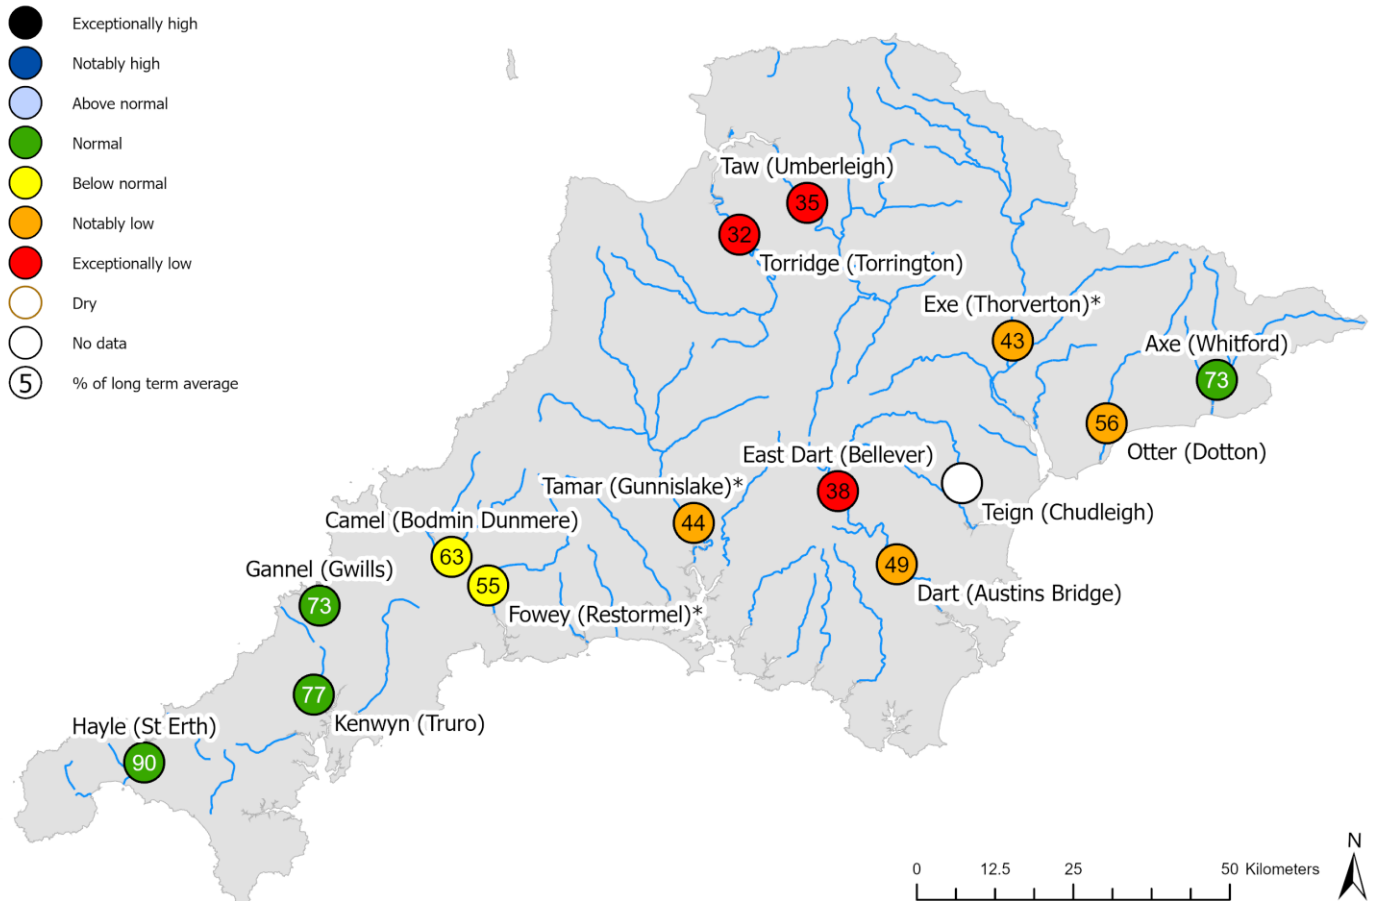 Exceptionally high
Notably high
Above normal
Normal
Below normal
Notably low
Exceptionally low
Dry
No data
5 % of long term average
Taw (Umberleigh)
35
32
Torridge (Torrington)
Exe (Thorverton)*
43
Axe (Whitford)
73
56
Otter (Dotton)
East Dart (Bellever)
38
Teign (Chudleigh)
Tamar (Gunnislake)*
44
Camel (Bodmin Dunmere)
63
49
Dart (Austins Bridge)
55
Fowey (Restormel)*
Gannel (Gwills)
73
77
Kenwyn (Truro)
Hayle (St Erth)
90
N
0 12.5 25 50 Kilometers